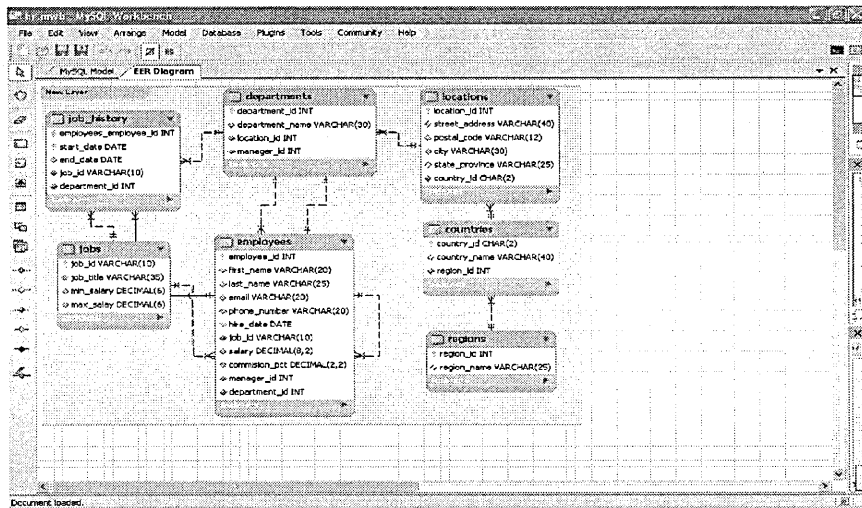 hr.mwb - MySQL Workbench
File Edit View Arrange Model Database Plugins Tools Community Help
MySQL Model EER Diagram
New Layer
job_history
employees_employee_id INT
start_date DATE
end_date DATE
job_id VARCHAR(10)
department_id INT
departments
department_id INT
department_name VARCHAR(30)
location_id INT
manager_id INT
locations
location_id INT
street_address VARCHAR(40)
postal_code VARCHAR(12)
city VARCHAR(30)
state_province VARCHAR(25)
country_id CHAR(2)
jobs
job_id VARCHAR(10)
job_title VARCHAR(35)
min_salary DECIMAL(6)
max_salay DECIMAL(6)
employees
employee_id INT
first_name VARCHAR(20)
last_name VARCHAR(25)
email VARCHAR(20)
phone_number VARCHAR(20)
hire_date DATE
job_id VARCHAR(10)
salary DECIMAL(8,2)
commision_pct DECIMAL(2,2)
manager_id INT
department_id INT
countries
country_id CHAR(2)
country_name VARCHAR(40)
region_id INT
regions
region_id INT
region_name VARCHAR(25)
Document loaded.